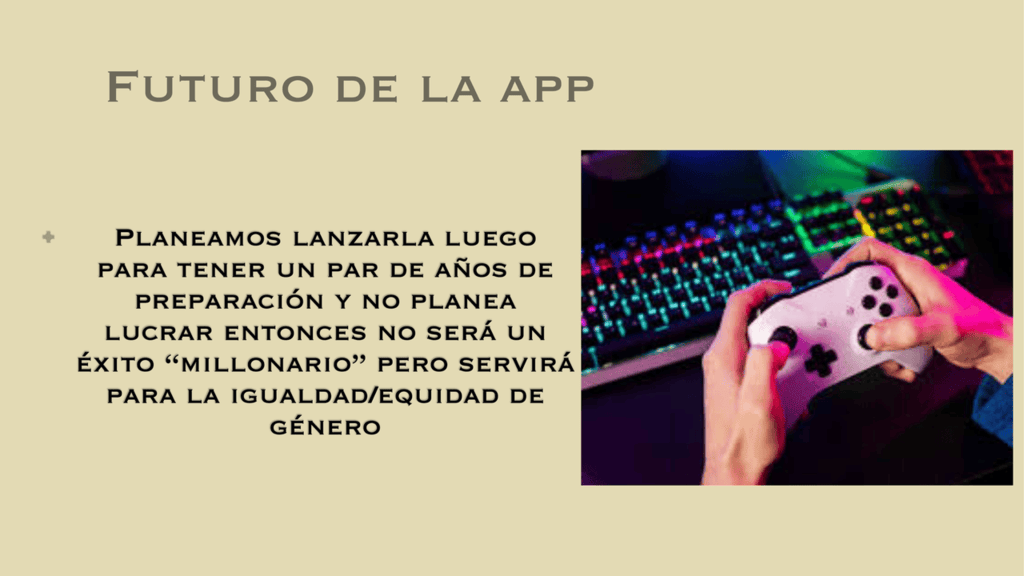 Futuro de la app
Planeamos lanzarla luego
para tener un par de años de
preparación y no planea
lucrar entonces no será un
éxito “millonario” pero servirá
para la igualdad/equidad de
género